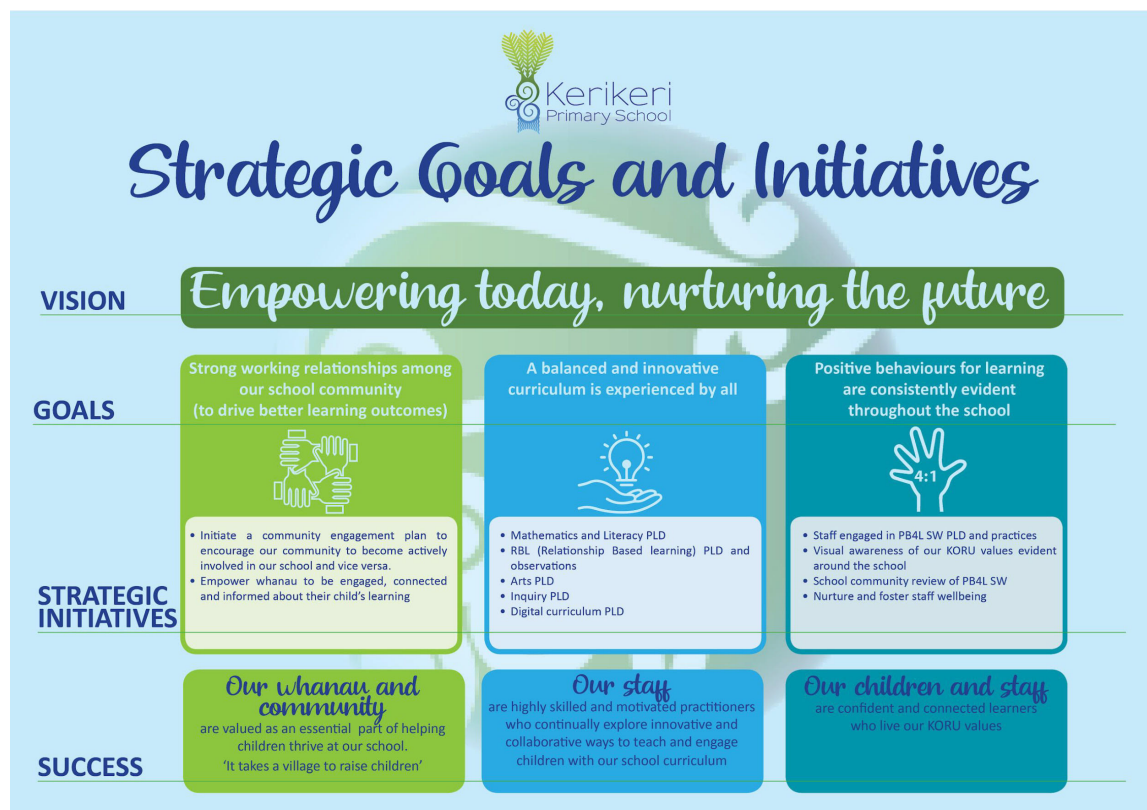 Kerikeri
Primary School
Strategic Goals and Initiatives
VISION
Empowering today, nurturing the future
GOALS
Strong working relationships among
our school community
(to drive better learning outcomes)
A balanced and innovative
curriculum is experienced by all
Positive behaviours for learning
are consistently evident
throughout the school
4:1
STRATEGIC
INITIATIVES
• Initiate a community engagement plan to
encourage our community to become actively
involved in our school and vice versa.
• Empower whanau to be engaged, connected
and informed about their child's learning
• Mathematics and Literacy PLD
• RBL (Relationship Based learning) PLD and
observations
• Arts PLD
• Inquiry PLD
• Digital curriculum PLD
• Staff engaged in PB4L SW PLD and practices
• Visual awareness of our KORU values evident
around the school
• School community review of PB4L SW
• Nurture and foster staff wellbeing
SUCCESS
Our whanau and
community
are valued as an essential part of helping
children thrive at our school.
'It takes a village to raise children'
Our staff
are highly skilled and motivated practitioners
who continually explore innovative and
collaborative ways to teach and engage
children with our school curriculum
Our children and staff
are confident and connected learners
who live our KORU values